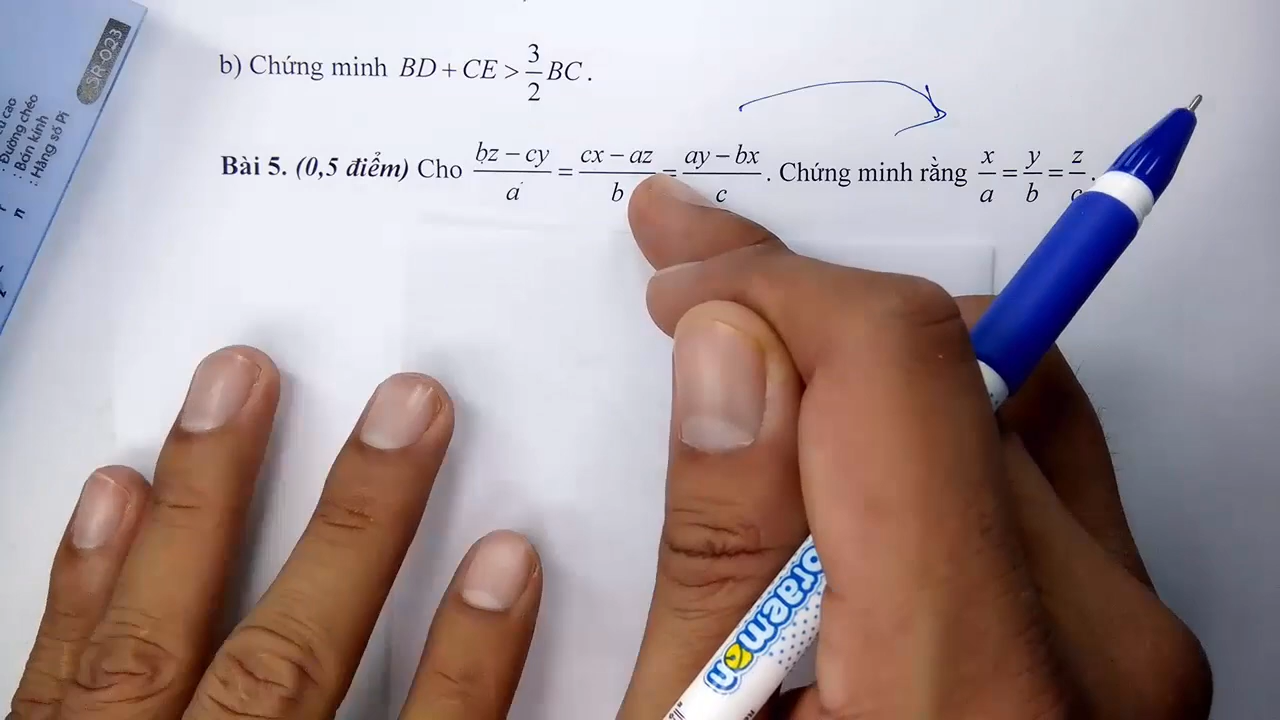 b) Chứng minh BD + CE > 3/2 BC .
Bài 5. (0,5 điểm) Cho (bz − cy)/a = (cx − az)/b = (ay − bx)/c . Chứng minh rằng x/a = y/b = z/c .
SR-023
: Đường chéo
: Bán kính
: Hằng số Pi
oraemon